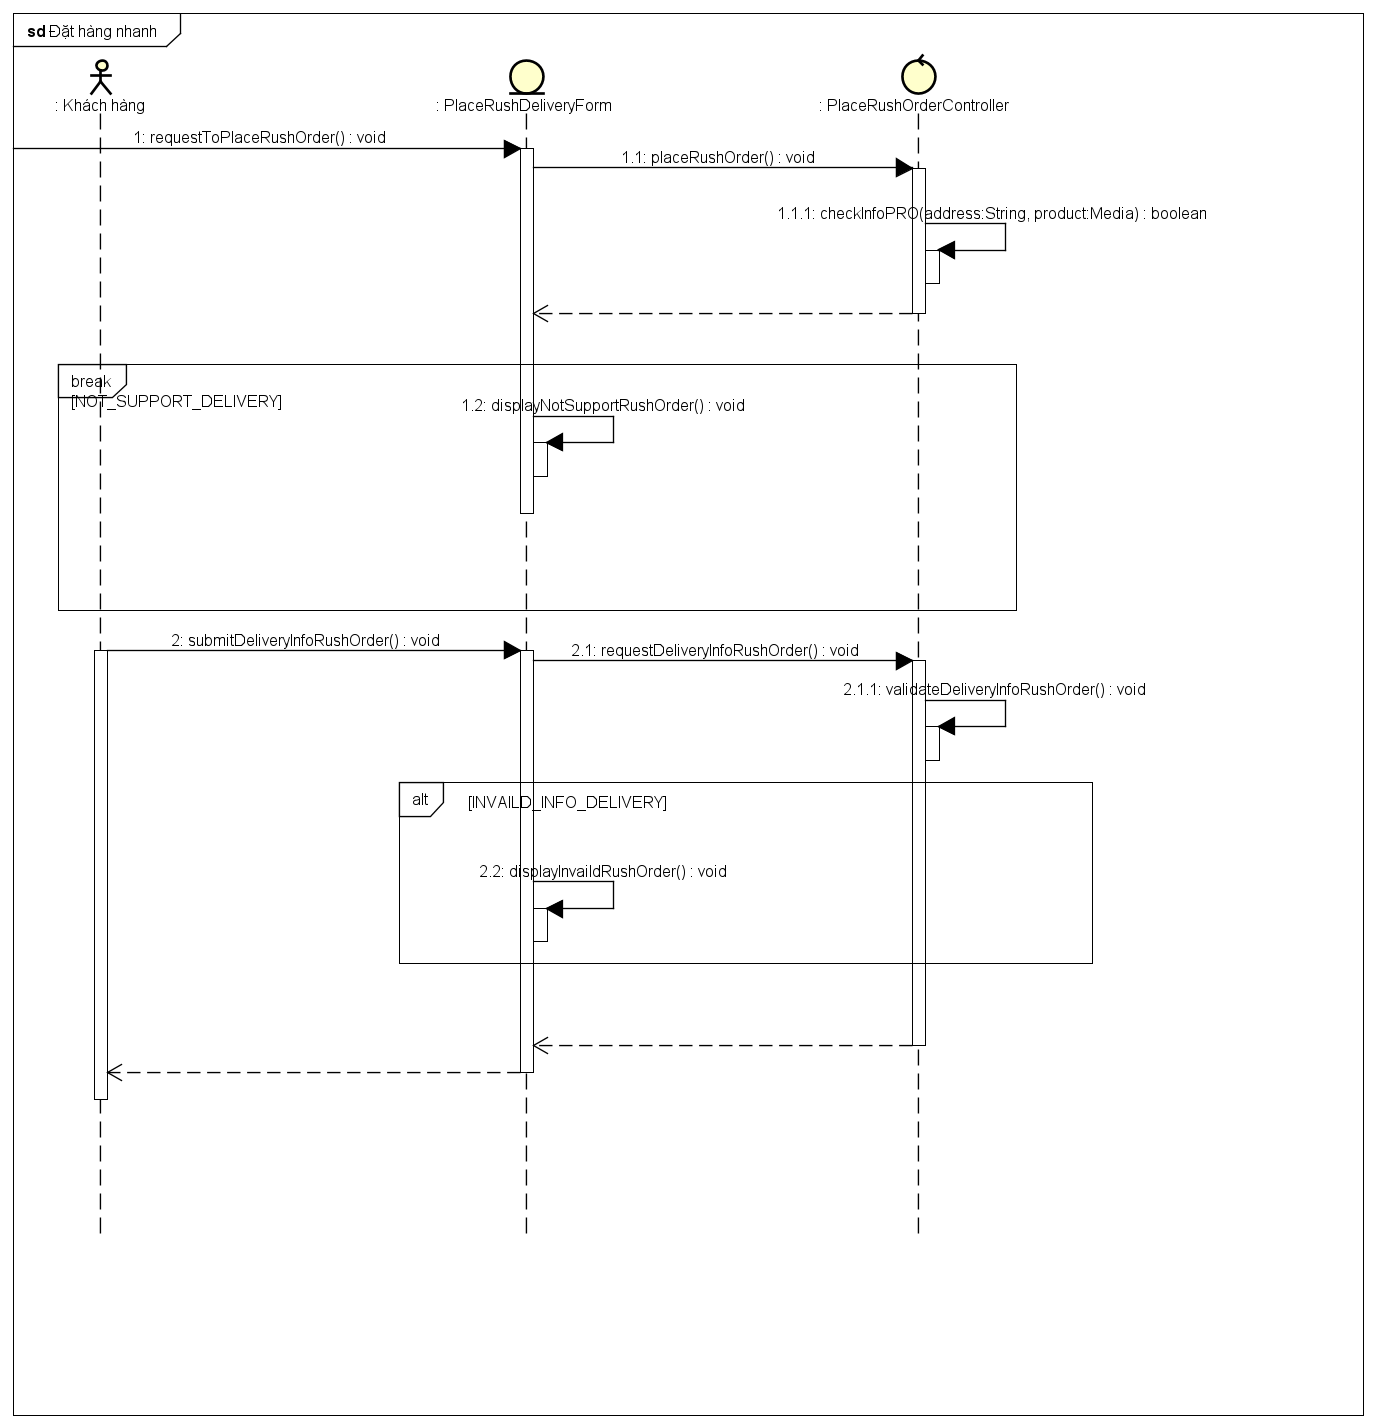 sd Đặt hàng nhanh
: Khách hàng
: PlaceRushDeliveryForm
: PlaceRushOrderController
1: requestToPlaceRushOrder() : void
1.1: placeRushOrder() : void
1.1.1: checkInfoPRO(address:String, product:Media) : boolean
break
[NOT_SUPPORT_DELIVERY]
1.2: displayNotSupportRushOrder() : void
2: submitDeliveryInfoRushOrder() : void
2.1: requestDeliveryInfoRushOrder() : void
2.1.1: validateDeliveryInfoRushOrder() : void
alt
[INVAILD_INFO_DELIVERY]
2.2: displayInvaildRushOrder() : void